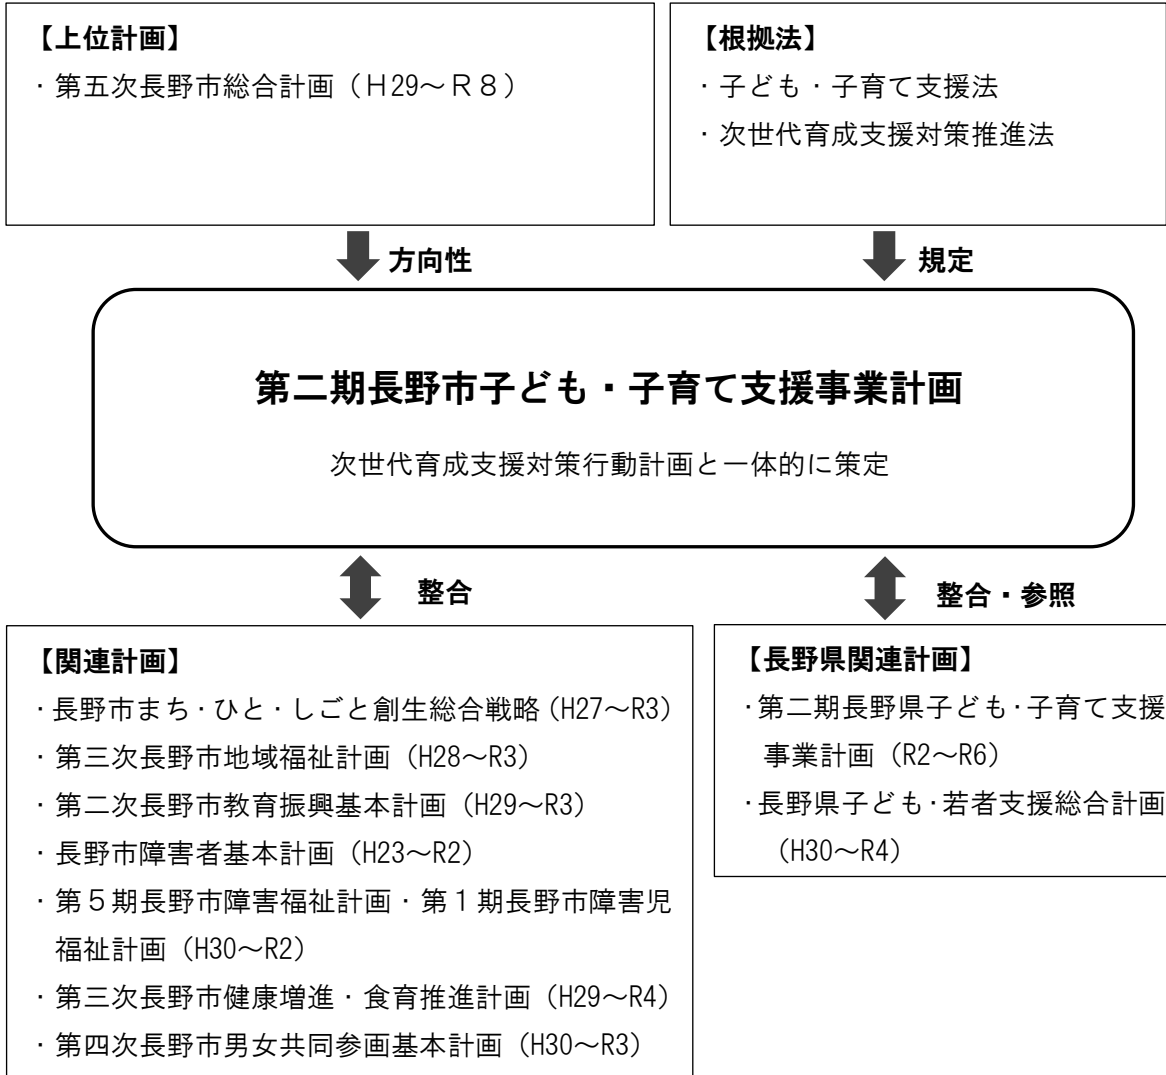 【上位計画】
・第五次長野市総合計画（Ｈ29～Ｒ８）
【根拠法】
・子ども・子育て支援法
・次世代育成支援対策推進法
方向性
規定
第二期長野市子ども・子育て支援事業計画
次世代育成支援対策行動計画と一体的に策定
整合
整合・参照
【関連計画】
・長野市まち・ひと・しごと創生総合戦略（H27～R3）
・第三次長野市地域福祉計画（H28～R3）
・第二次長野市教育振興基本計画（H29～R3）
・長野市障害者基本計画（H23～R2）
・第５期長野市障害福祉計画・第１期長野市障害児
福祉計画（H30～R2）
・第三次長野市健康増進・食育推進計画（H29～R4）
・第四次長野市男女共同参画基本計画（H30～R3）
【長野県関連計画】
・第二期長野県子ども・子育て支援
事業計画（R2～R6）
・長野県子ども・若者支援総合計画
（H30～R4）